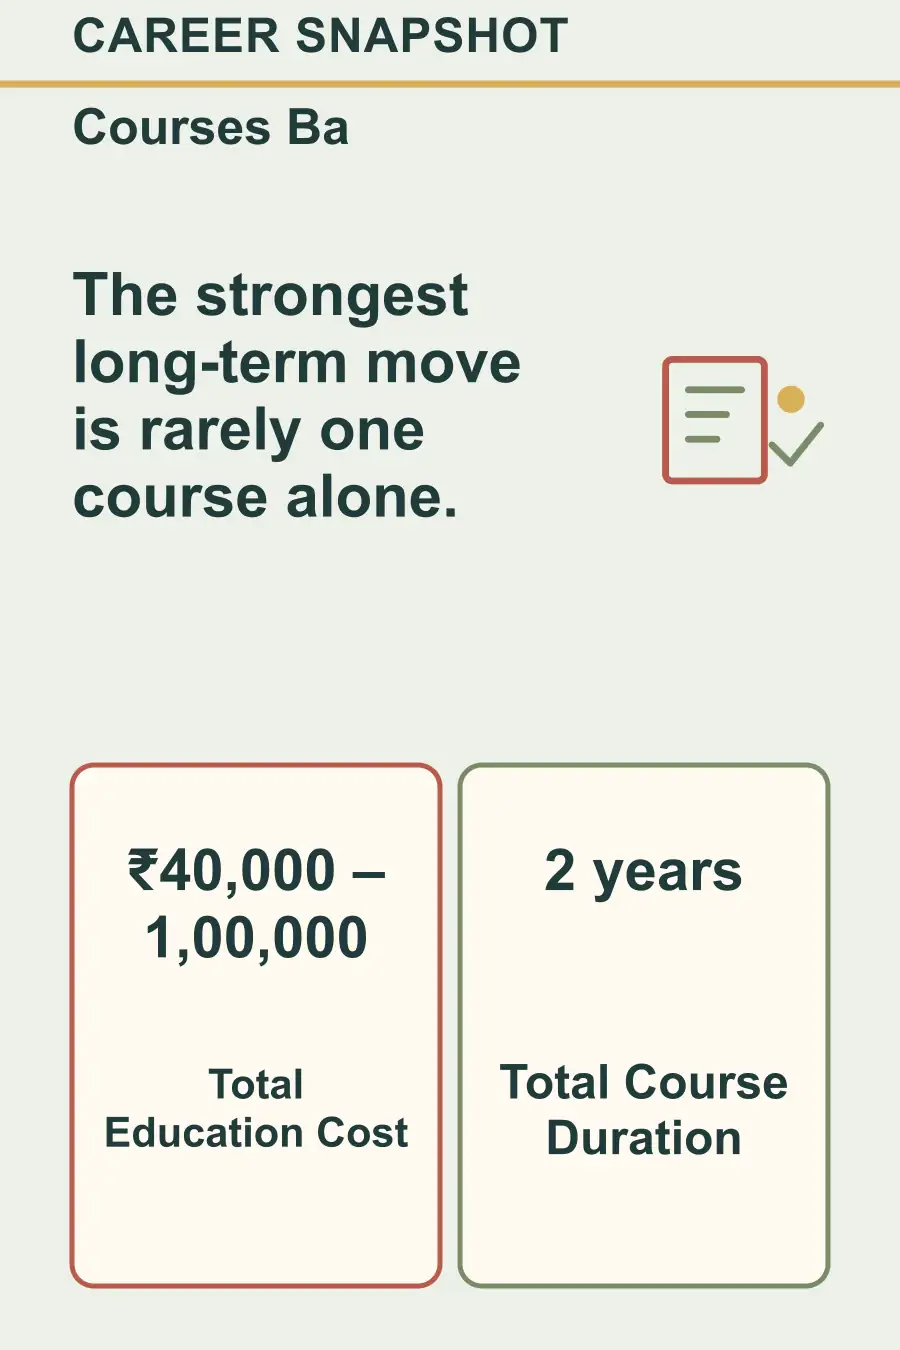 CAREER SNAPSHOT
Courses Ba
The strongest
long-term move
is rarely one
course alone.
₹40,000 –
1,00,000
Total
Education Cost
2 years
Total Course
Duration